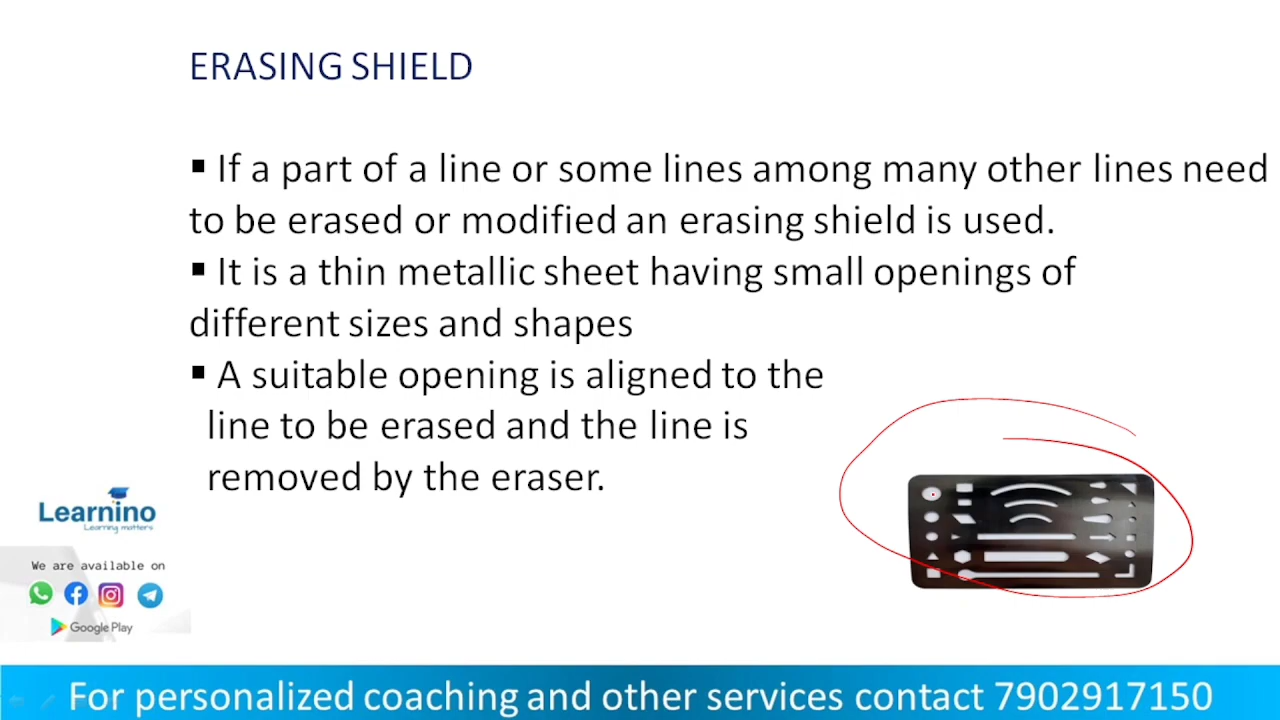 ERASING SHIELD
▪ If a part of a line or some lines among many other lines need
to be erased or modified an erasing shield is used.
▪ It is a thin metallic sheet having small openings of
different sizes and shapes
▪ A suitable opening is aligned to the
line to be erased and the line is
removed by the eraser.
Learnino
Learning matters
We are available on
Google Play
For personalized coaching and other services contact 7902917150